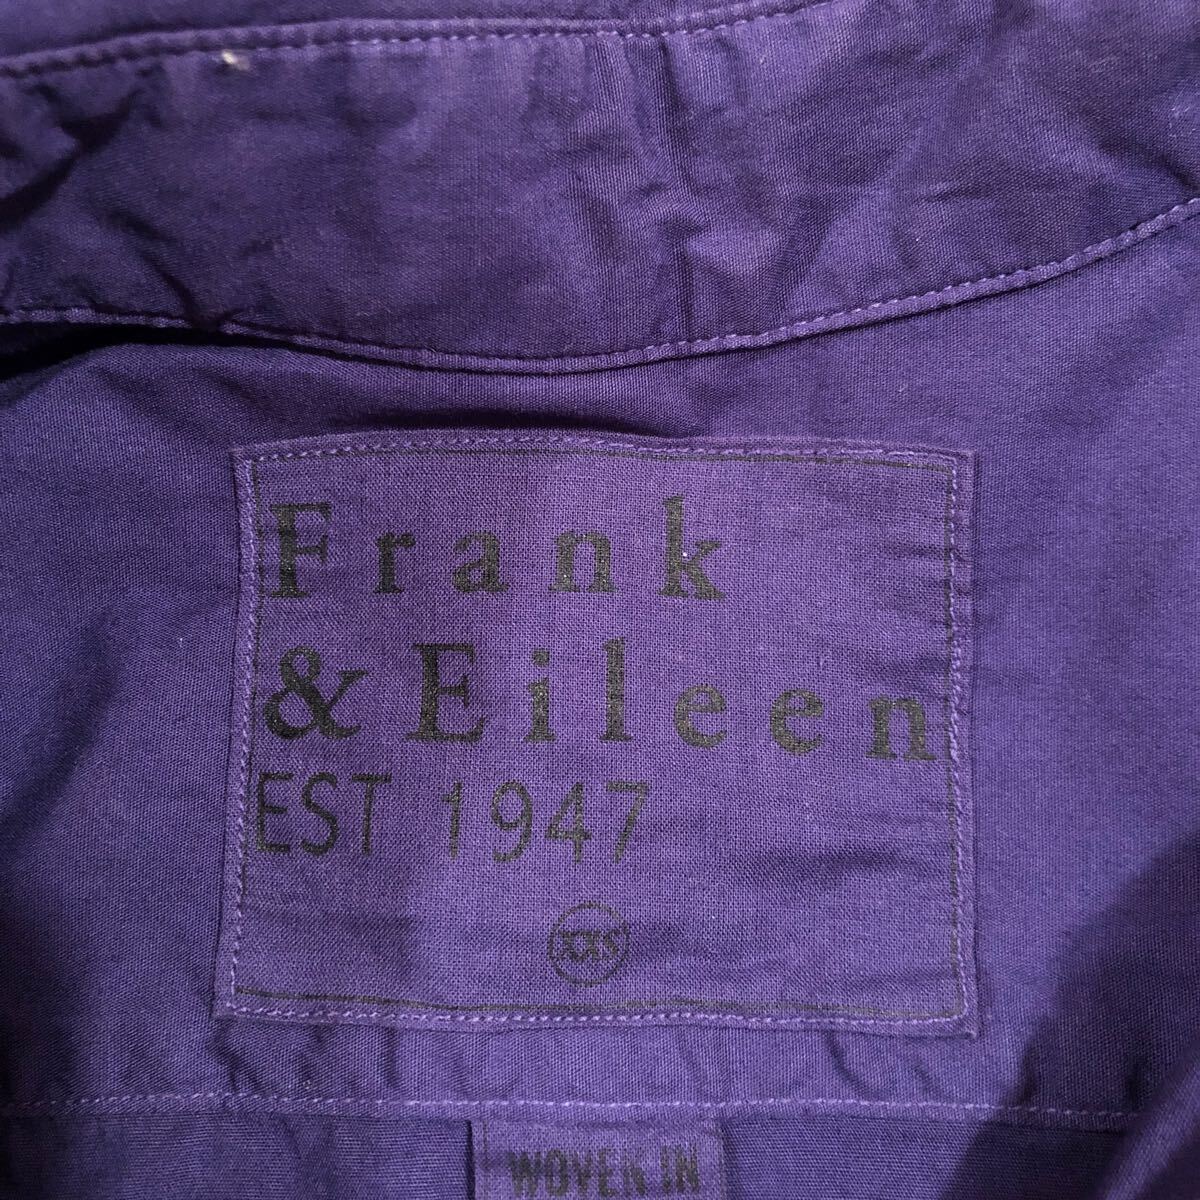 Frank
& Eileen
EST 1947
XXS
WOVEN IN